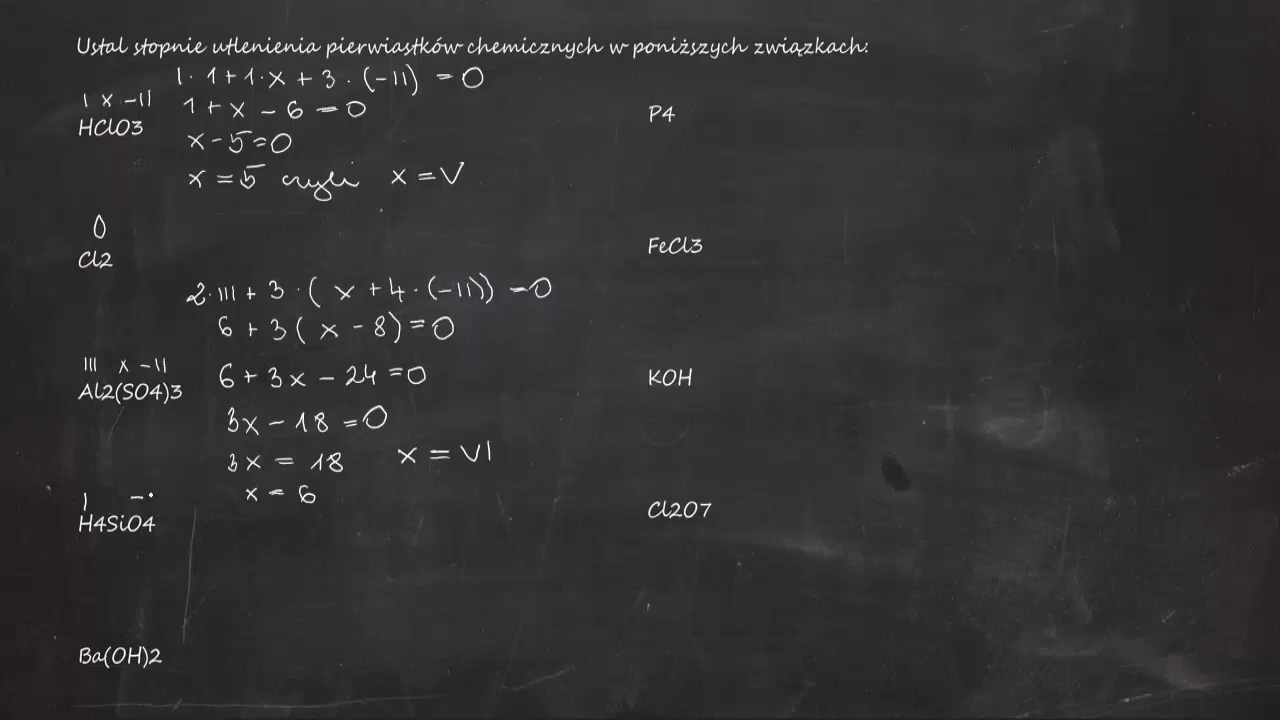 Ustal stopnie utlenienia pierwiastków chemicznych w poniższych związkach:
1 · 1 + 1 · x + 3 · (-II) = 0
I x -II
HClO3
1 + x - 6 = 0
x - 5 = 0
x = 5 czyli x = V
0
Cl2
2 · III + 3 · ( x + 4 · (-II)) = 0
6 + 3 ( x - 8) = 0
III x -II
Al2(SO4)3
6 + 3x - 24 = 0
3x - 18 = 0
3x = 18 x = VI
x = 6
I -
H4SiO4
Ba(OH)2
P4
FeCl3
KOH
Cl2O7